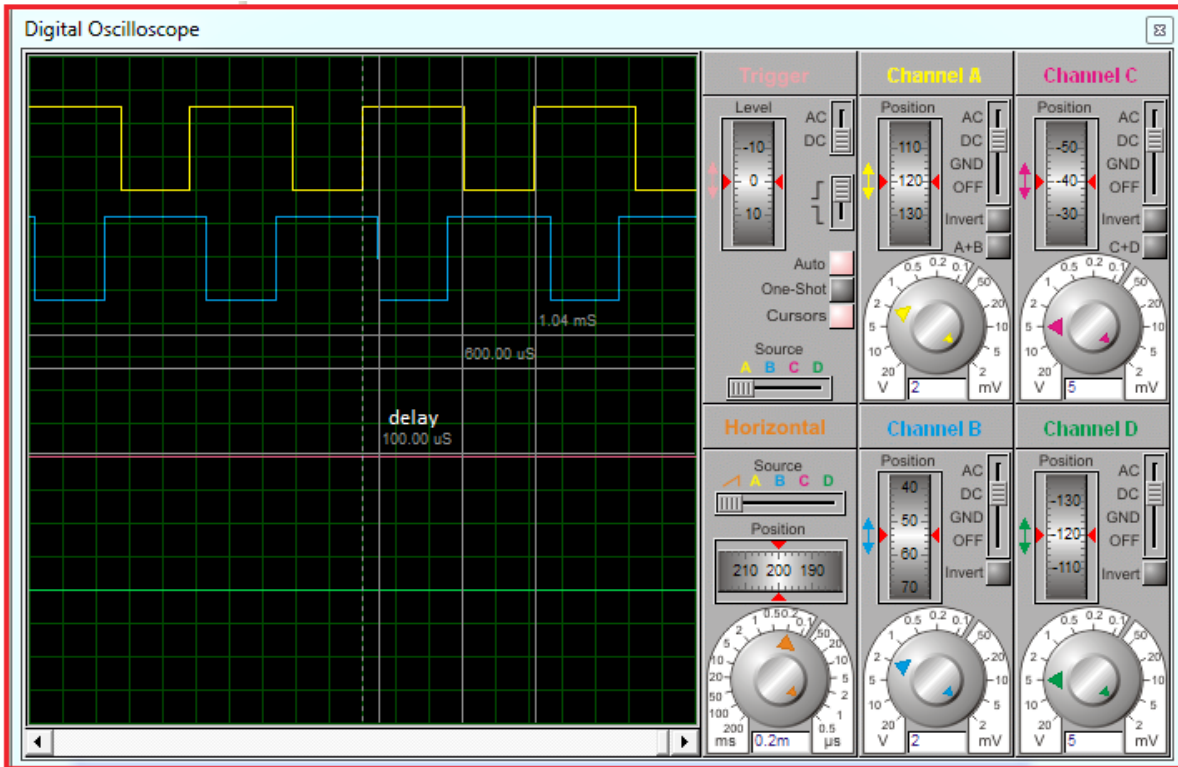 Digital Oscilloscope
1.04 mS
600.00 uS
delay
100.00 uS
Trigger
Level
AC
DC
-10
0
10
Auto
One-Shot
Cursors
Source
A B C D
Channel A
Position
AC
DC
GND
OFF
-110
-120
-130
Invert
A+B
0.5 0.2 0.1
1 50
2 20
5 10
10 5
20 2
V 2 mV
Channel C
Position
AC
DC
GND
OFF
-50
-40
-30
Invert
C+D
0.5 0.2 0.1
1 50
2 20
5 10
10 5
20 2
V 5 mV
Horizontal
Source
A B C D
Position
210 200 190
1 0.5 0.2 0.1
2 50
5 20
10 10
20 5
50 2
100 1
200 0.5
ms 0.2m µs
Channel B
Position
AC
DC
GND
OFF
40
50
60
70
Invert
0.5 0.2 0.1
1 50
2 20
5 10
10 5
20 2
V 2 mV
Channel D
Position
AC
DC
GND
OFF
-130
-120
-110
Invert
0.5 0.2 0.1
1 50
2 20
5 10
10 5
20 2
V 5 mV